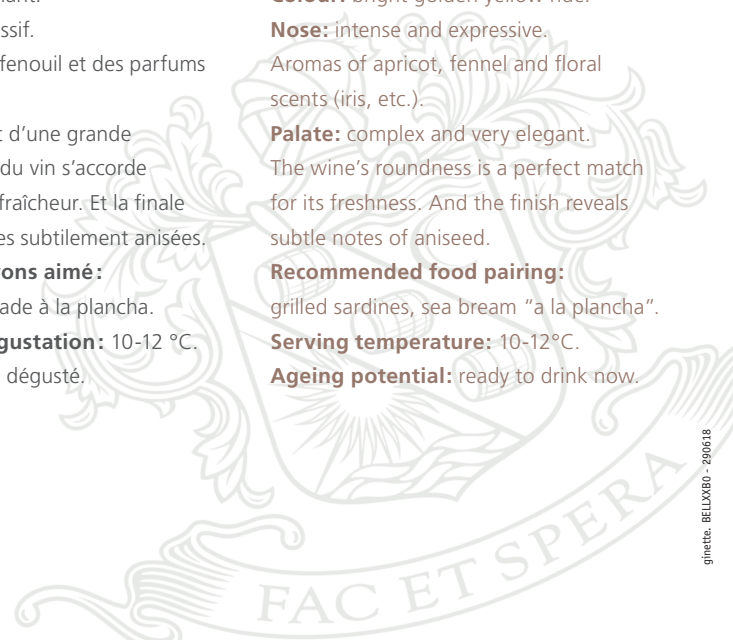 ssif.
fenouil et des parfums
t d’une grande
du vin s’accorde
fraîcheur. Et la finale
es subtilement anisées.
ons aimé :
ade à la plancha.
gustation : 10-12 °C.
dégusté.
Nose: intense and expressive.
Aromas of apricot, fennel and floral
scents (iris, etc.).
Palate: complex and very elegant.
The wine’s roundness is a perfect match
for its freshness. And the finish reveals
subtle notes of aniseed.
Recommended food pairing:
grilled sardines, sea bream “a la plancha”.
Serving temperature: 10-12°C.
Ageing potential: ready to drink now.
ginette. BELLXXB0 - 290618
FAC ET SPERA